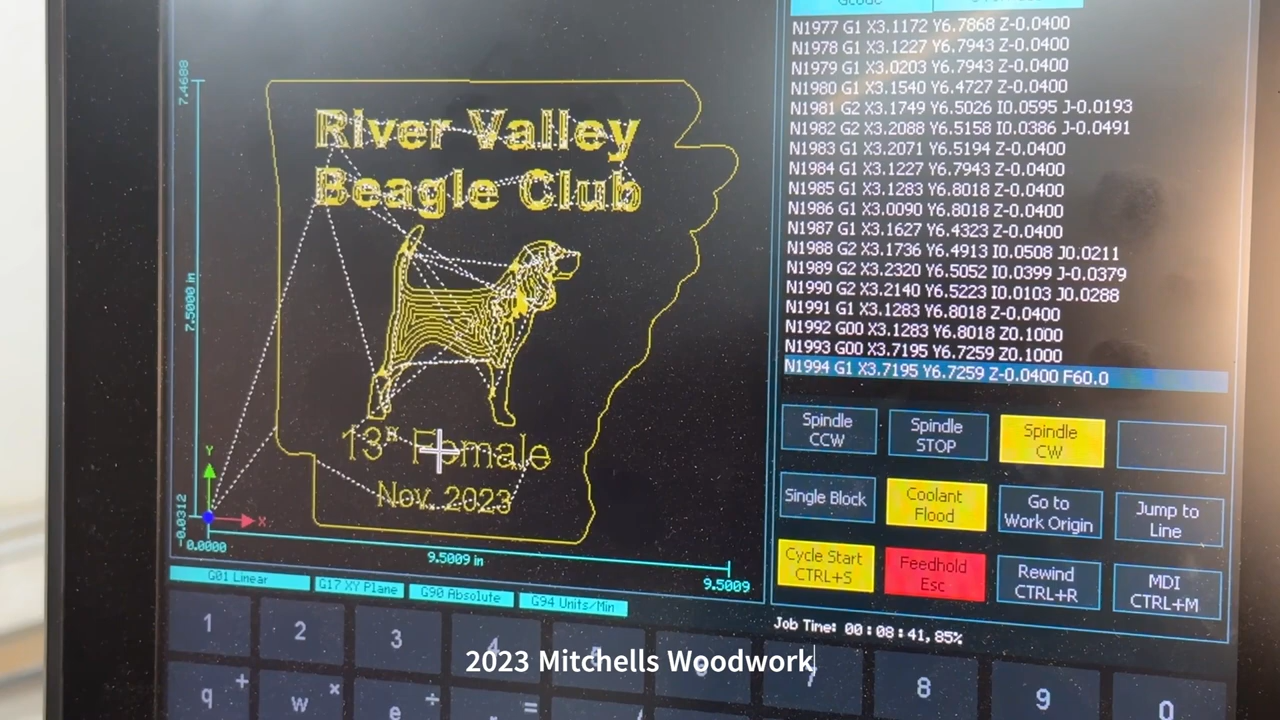 N1977 G1 X3.1172 Y6.7868 Z-0.0400
N1978 G1 X3.1227 Y6.7943 Z-0.0400
N1979 G1 X3.0203 Y6.7943 Z-0.0400
N1980 G1 X3.1540 Y6.4727 Z-0.0400
N1981 G2 X3.1749 Y6.5026 I0.0595 J-0.0193
N1982 G2 X3.2088 Y6.5158 I0.0386 J-0.0491
N1983 G1 X3.2071 Y6.5194 Z-0.0400
N1984 G1 X3.1227 Y6.7943 Z-0.0400
N1985 G1 X3.1283 Y6.8018 Z-0.0400
N1986 G1 X3.0090 Y6.8018 Z-0.0400
N1987 G1 X3.1627 Y6.4323 Z-0.0400
N1988 G2 X3.1736 Y6.4913 I0.0508 J0.0211
N1989 G2 X3.2320 Y6.5052 I0.0399 J-0.0379
N1990 G2 X3.2140 Y6.5223 I0.0103 J0.0288
N1991 G1 X3.1283 Y6.8018 Z-0.0400
N1992 G00 X3.1283 Y6.8018 Z0.1000
N1993 G00 X3.7195 Y6.7259 Z0.1000
N1994 G1 X3.7195 Y6.7259 Z-0.0400 F60.0
7.4688
River Valley
Beagle Club
7.5000 in
13" Female
Nov. 2023
Y
X
-0.0312
0.0000
9.5009 in
9.5009
Spindle CCW
Spindle STOP
Spindle CW
Single Block
Coolant Flood
Go to Work Origin
Jump to Line
Cycle Start CTRL+S
Feedhold Esc
Rewind CTRL+R
MDI CTRL+M
G01 Linear
G17 XY Plane
G90 Absolute
G94 Units/Min
Job Time: 00:08:41, 85%
1 2 3 4 7 8 9 0
q + w × e ÷ =
2023 Mitchells Woodwork